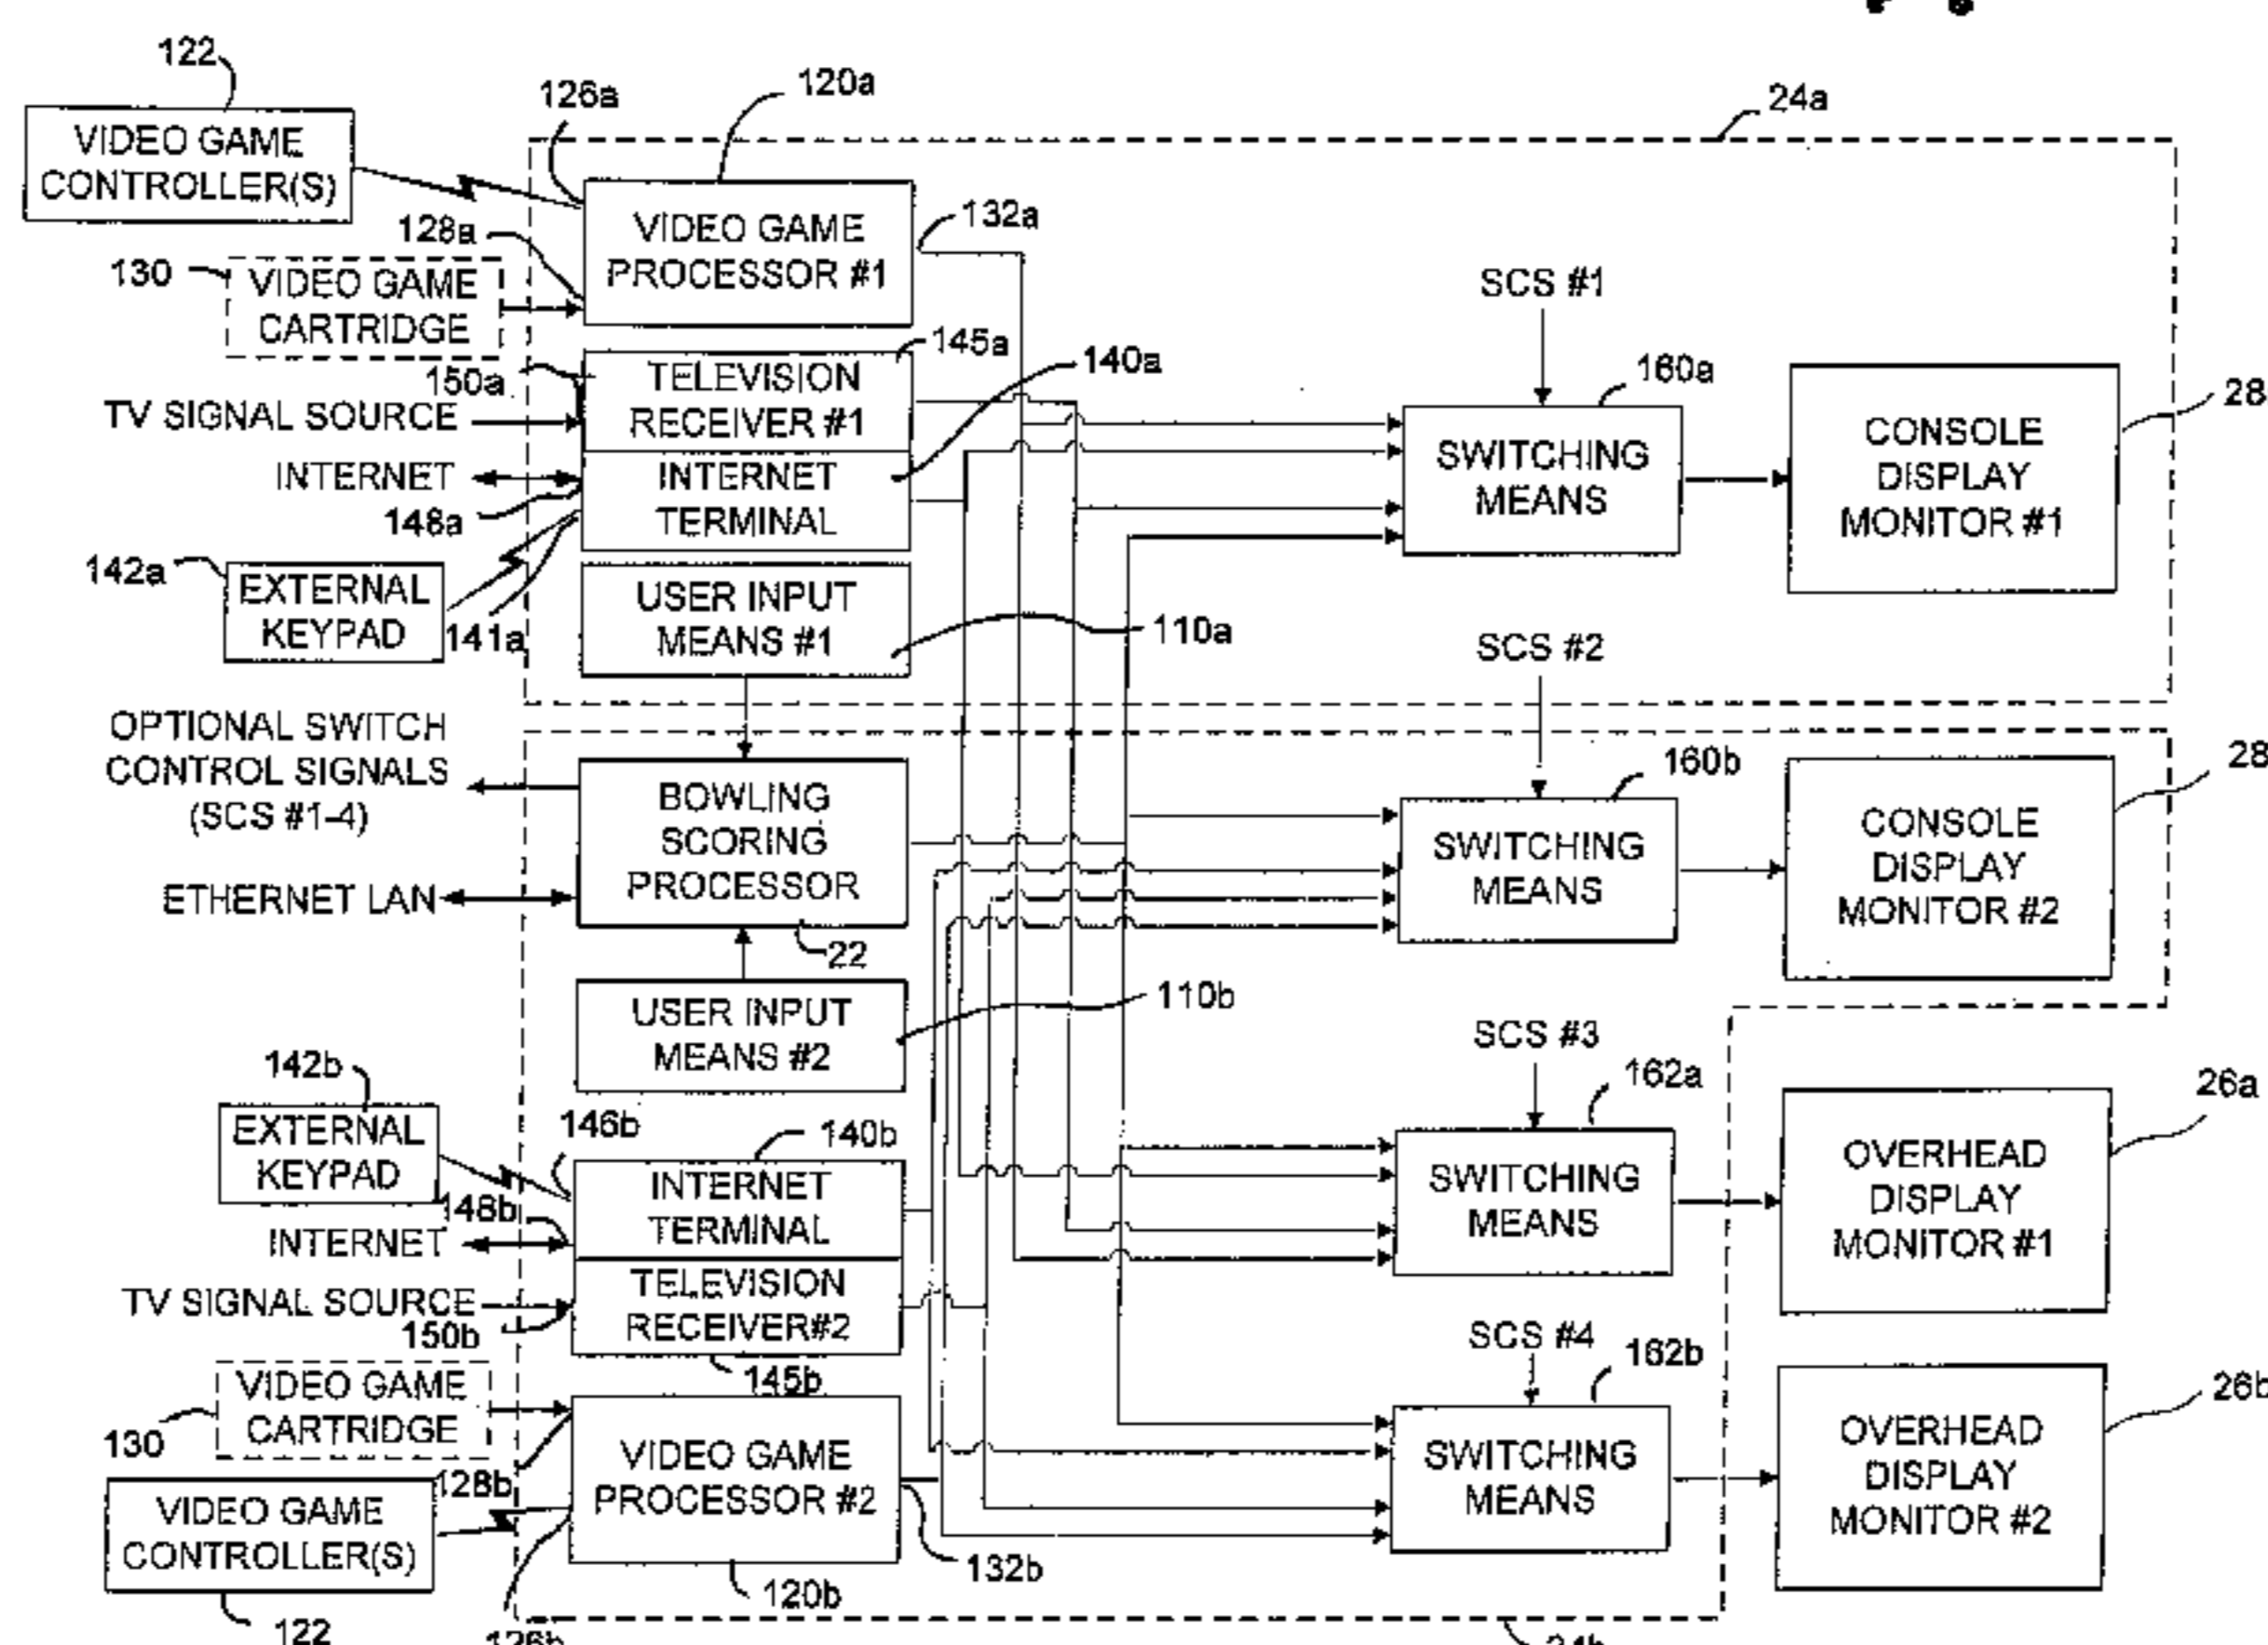 122
126a
120a
24a
VIDEO GAME
CONTROLLER(S)
128a
132a
VIDEO GAME
PROCESSOR #1
130
VIDEO GAME
CARTRIDGE
SCS #1
145a
140a
150a
TELEVISION
RECEIVER #1
160a
28
TV SIGNAL SOURCE
INTERNET
INTERNET
TERMINAL
SWITCHING
MEANS
CONSOLE
DISPLAY
MONITOR #1
148a
142a
EXTERNAL
KEYPAD
141a
USER INPUT
MEANS #1
110a
SCS #2
OPTIONAL SWITCH
CONTROL SIGNALS
(SCS #1-4)
160b
28
BOWLING
SCORING
PROCESSOR
SWITCHING
MEANS
CONSOLE
DISPLAY
MONITOR #2
ETHERNET LAN
22
USER INPUT
MEANS #2
110b
SCS #3
142b
146b
140b
162a
26a
EXTERNAL
KEYPAD
INTERNET
TERMINAL
SWITCHING
MEANS
OVERHEAD
DISPLAY
MONITOR #1
148b
INTERNET
TV SIGNAL SOURCE
TELEVISION
RECEIVER#2
150b
SCS #4
162b
145b
26b
VIDEO GAME
CARTRIDGE
130
128b
VIDEO GAME
PROCESSOR #2
SWITCHING
MEANS
OVERHEAD
DISPLAY
MONITOR #2
VIDEO GAME
CONTROLLER(S)
132b
120b
122
126b
24b